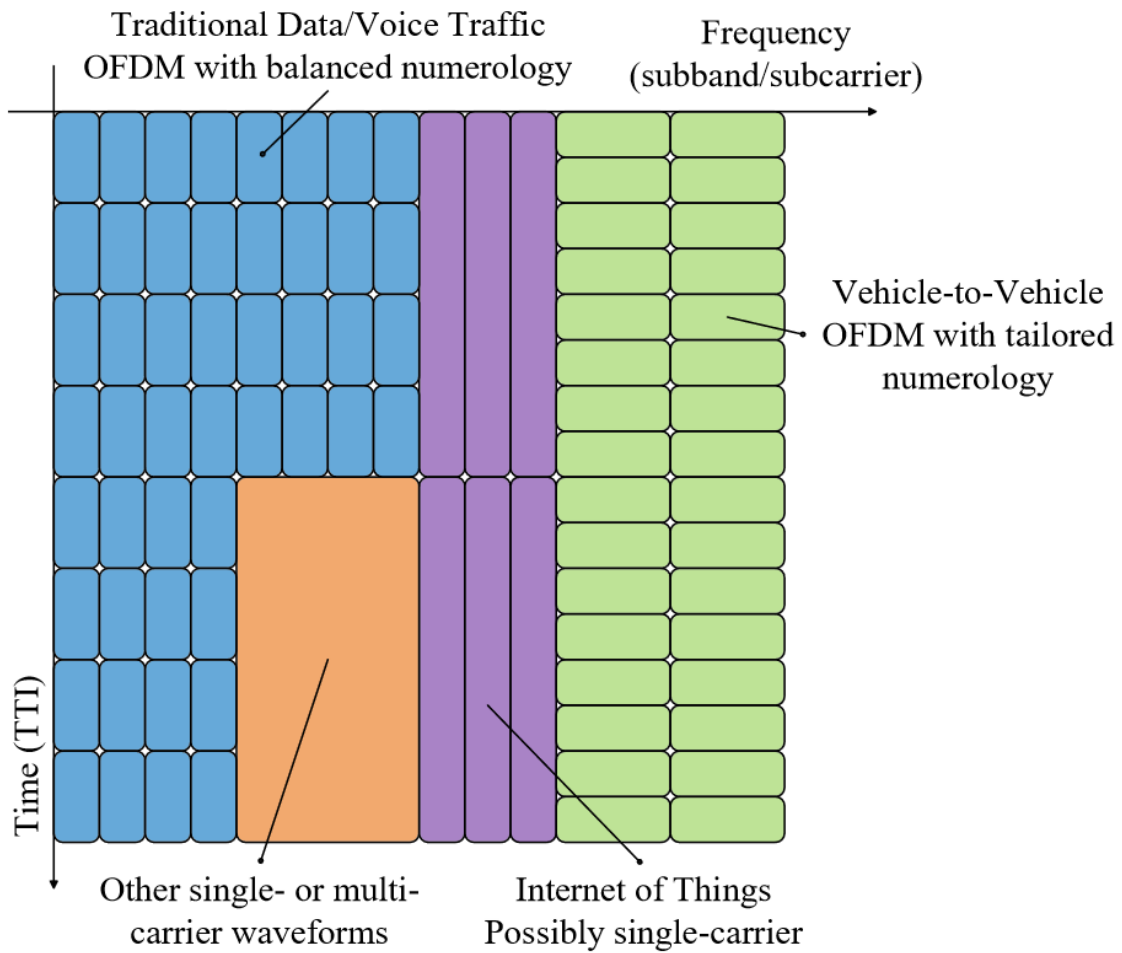 Traditional Data/Voice Traffic
OFDM with balanced numerology
Frequency
(subband/subcarrier)
Vehicle-to-Vehicle
OFDM with tailored
numerology
Time (TTI)
Other single- or multi-
carrier waveforms
Internet of Things
Possibly single-carrier